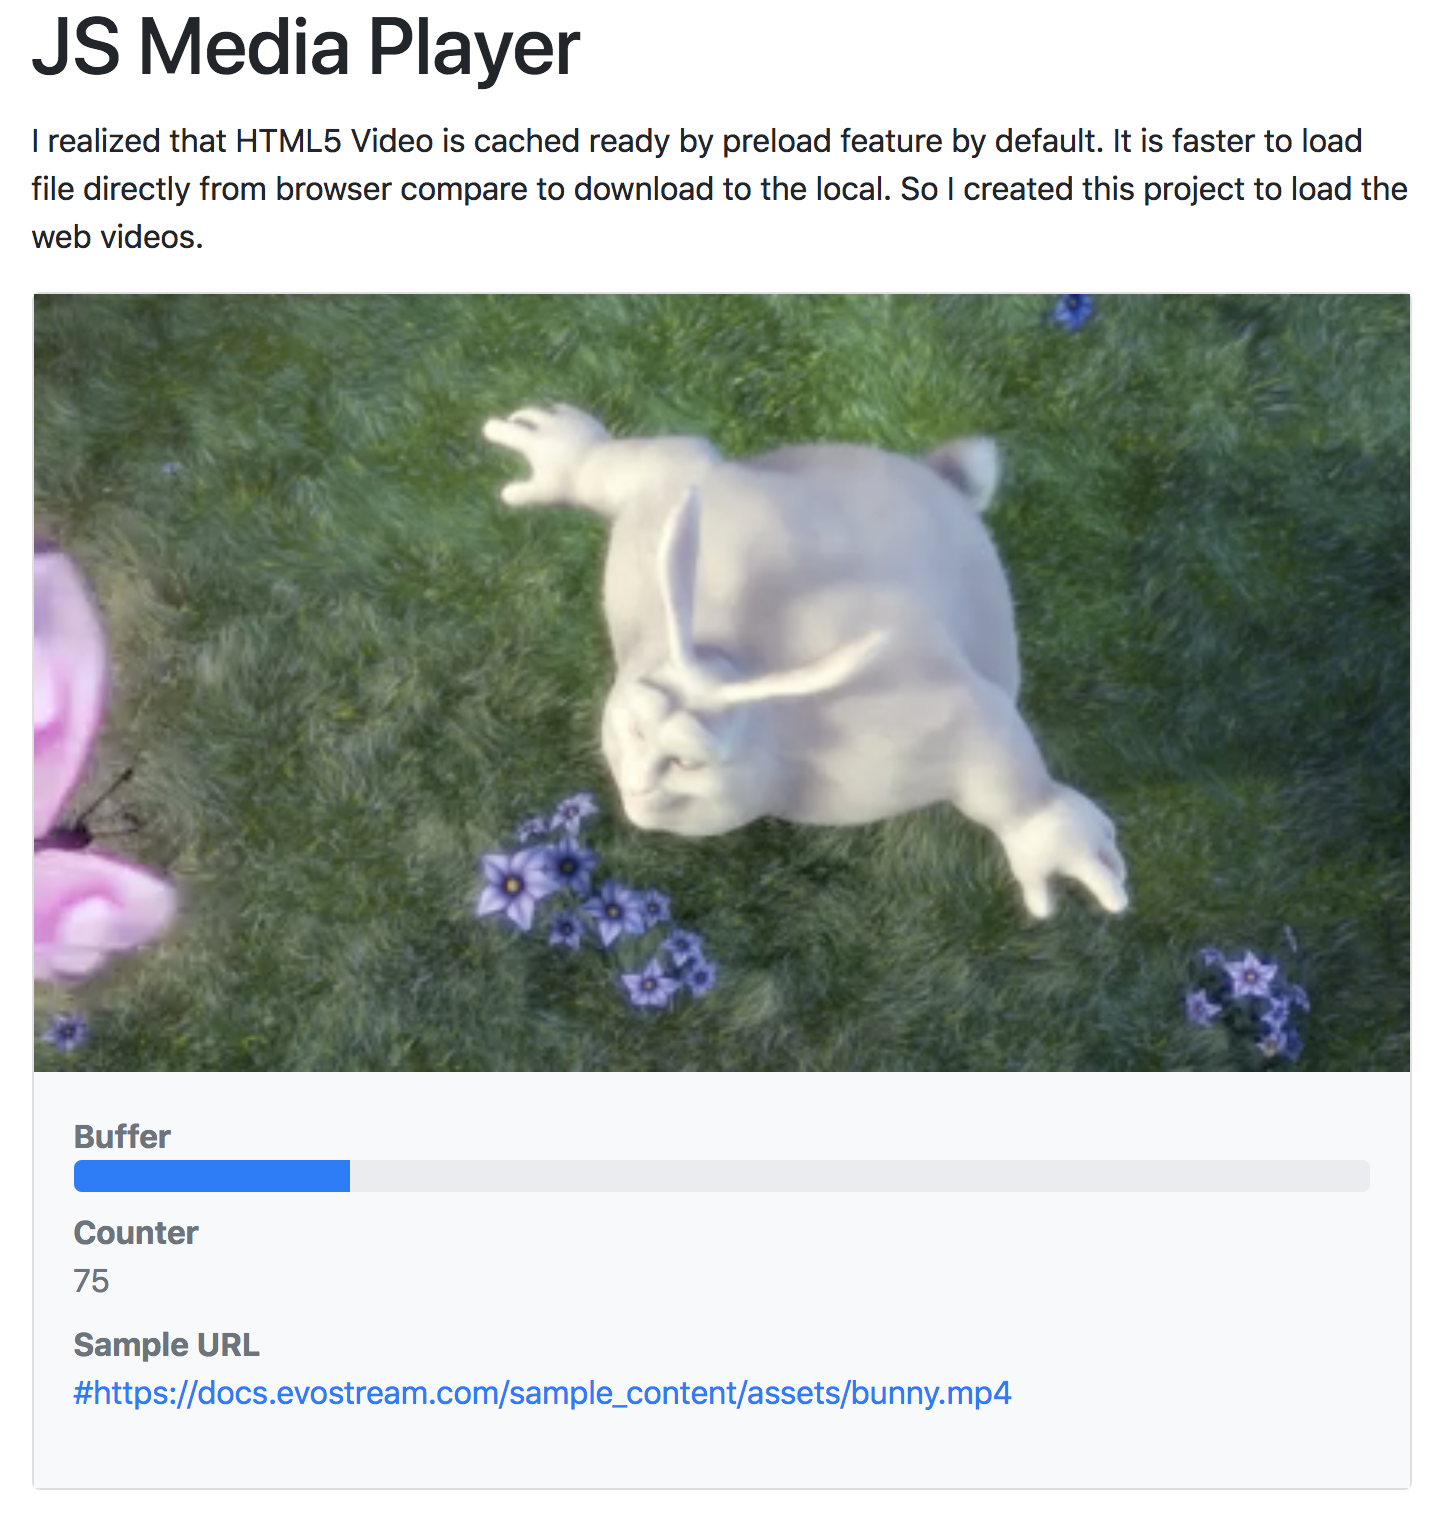 JS Media Player
I realized that HTML5 Video is cached ready by preload feature by default. It is faster to load
file directly from browser compare to download to the local. So I created this project to load the
web videos.
Buffer
Counter
75
Sample URL
#https://docs.evostream.com/sample_content/assets/bunny.mp4